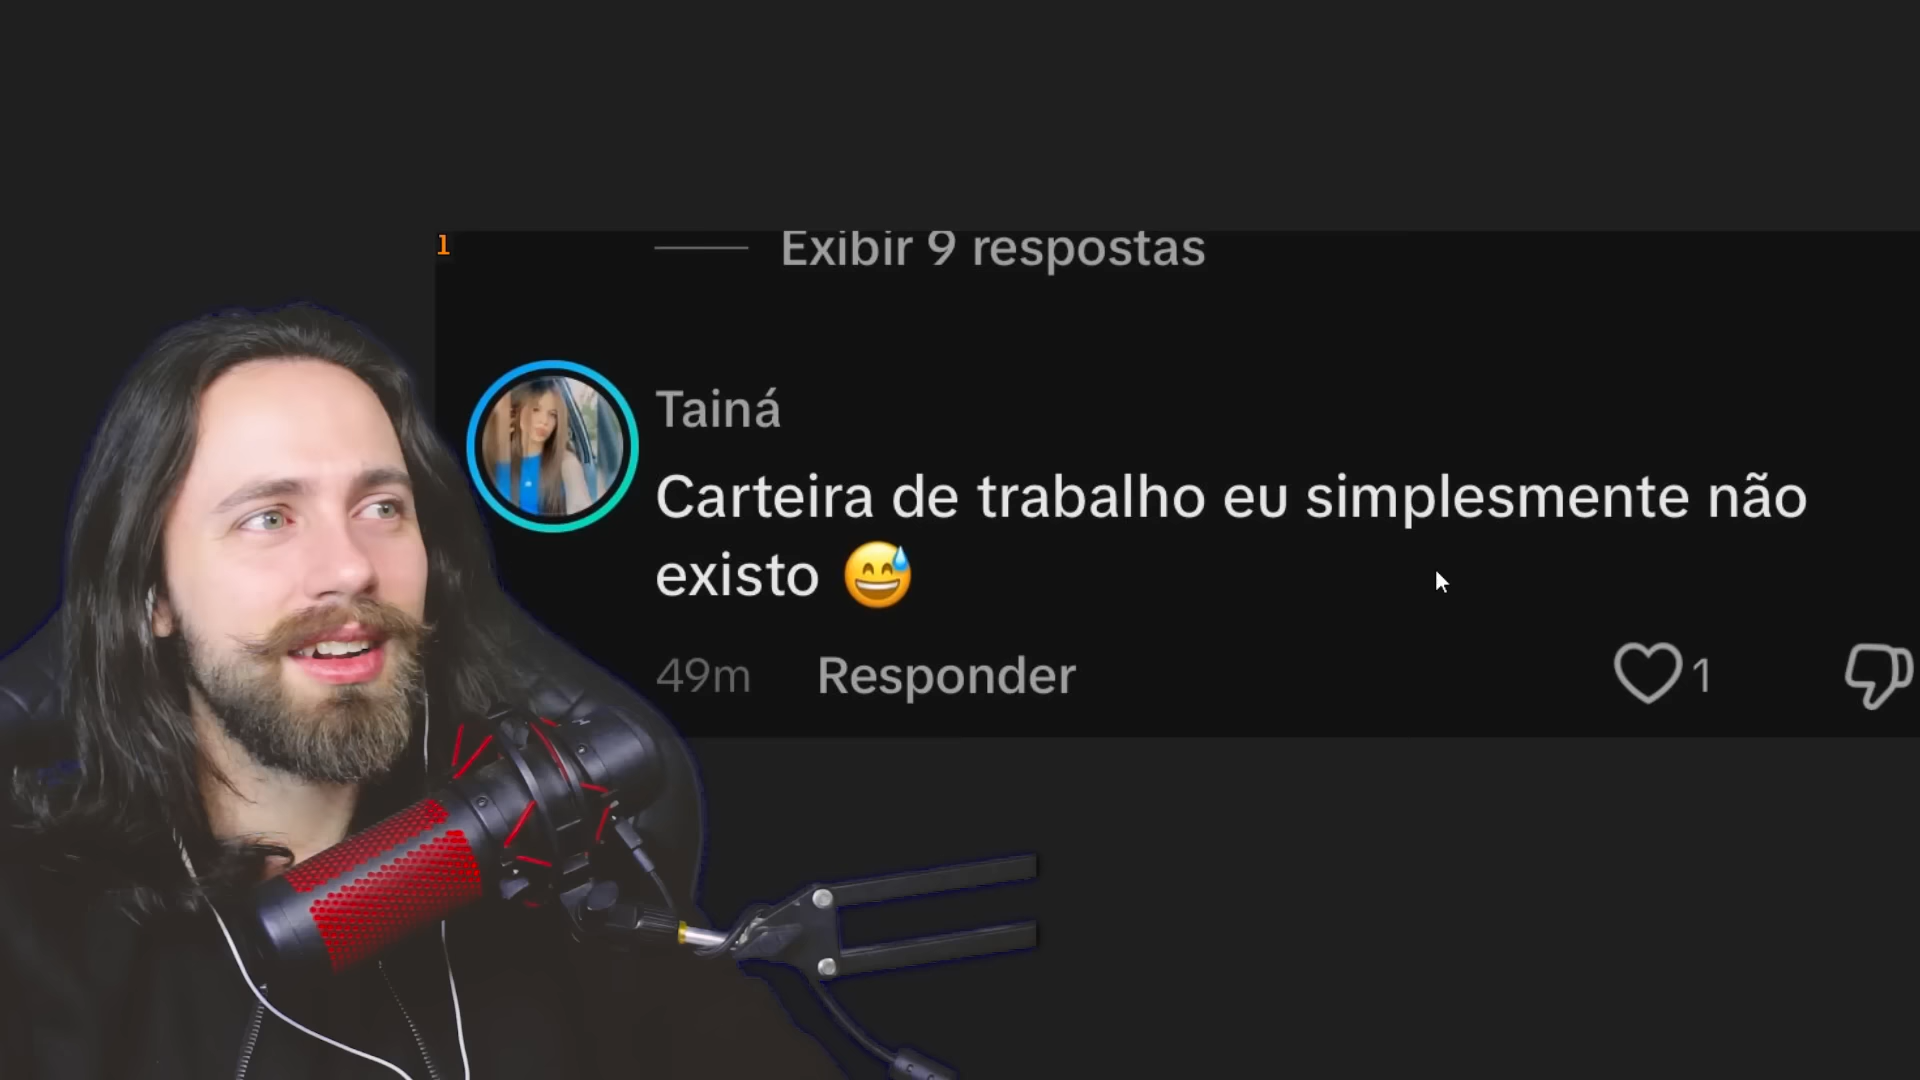 1
Exibir 9 respostas
Tainá
Carteira de trabalho eu simplesmente não
existo 😅
49m Responder 1